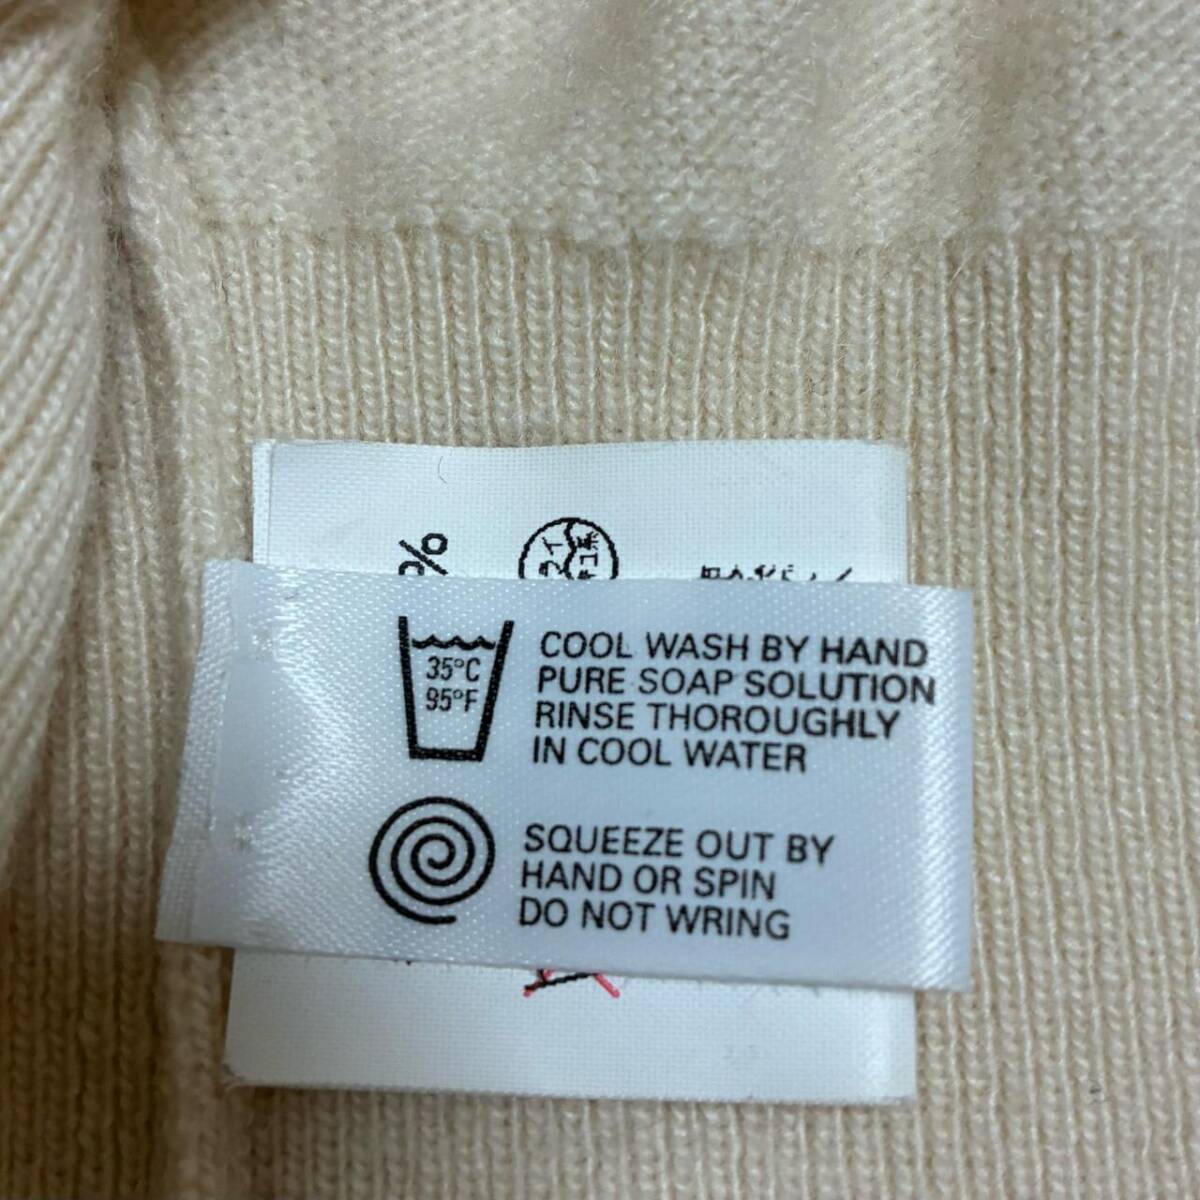 %
35°C
95°F
COOL WASH BY HAND
PURE SOAP SOLUTION
RINSE THOROUGHLY
IN COOL WATER
SQUEEZE OUT BY
HAND OR SPIN
DO NOT WRING